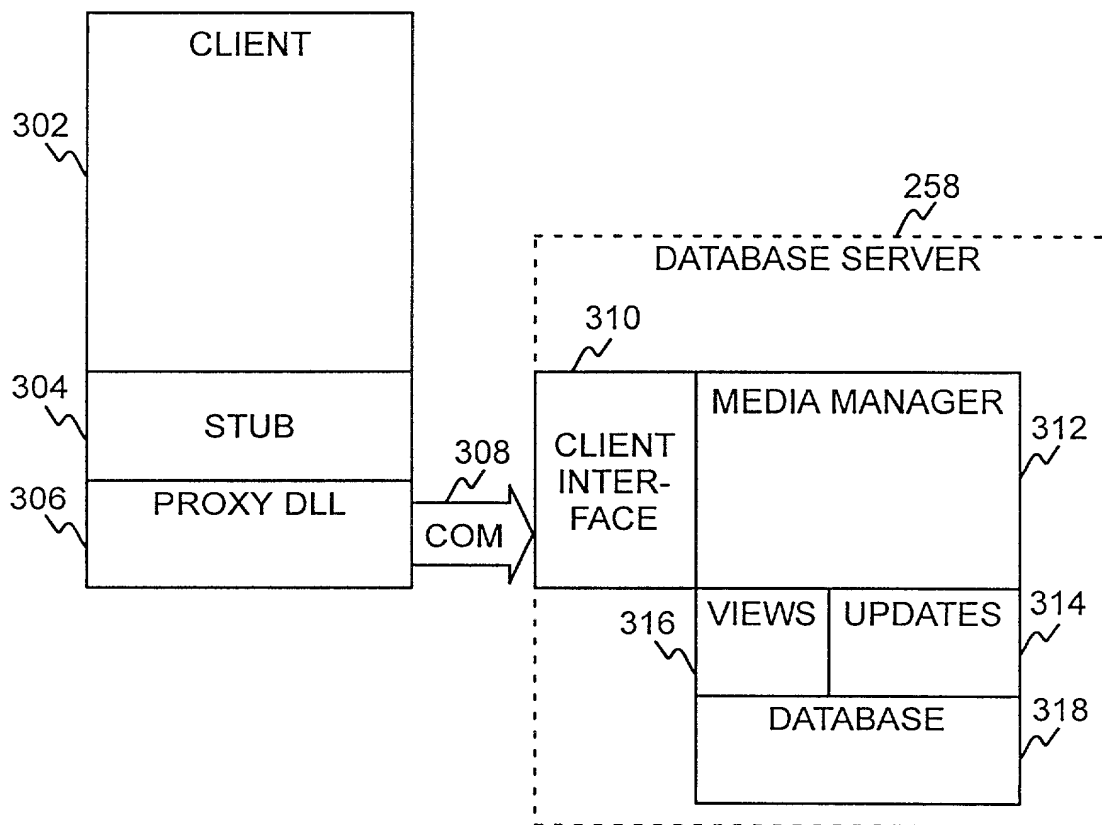 CLIENT
302
258
DATABASE SERVER
310
304
STUB
MEDIA MANAGER
312
CLIENT
INTER-
FACE
308
306
PROXY DLL
COM
316
VIEWS
UPDATES
314
DATABASE
318